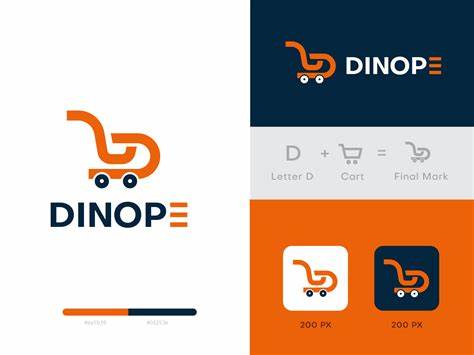 DINOPE
DINOPE
D + =
Letter D Cart Final Mark
200 PX 200 PX